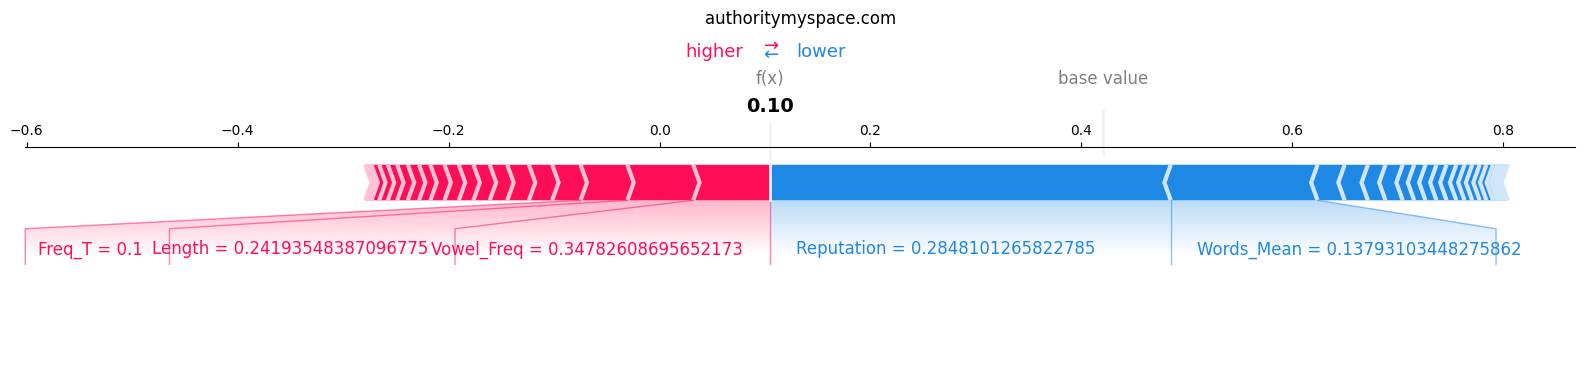 authoritymyspace.com
higher ⇄ lower
f(x) base value
0.10
−0.6 −0.4 −0.2 0.0 0.2 0.4 0.6 0.8
Freq_T = 0.1 Length = 0.24193548387096775 Vowel_Freq = 0.34782608695652173 Reputation = 0.2848101265822785 Words_Mean = 0.13793103448275862